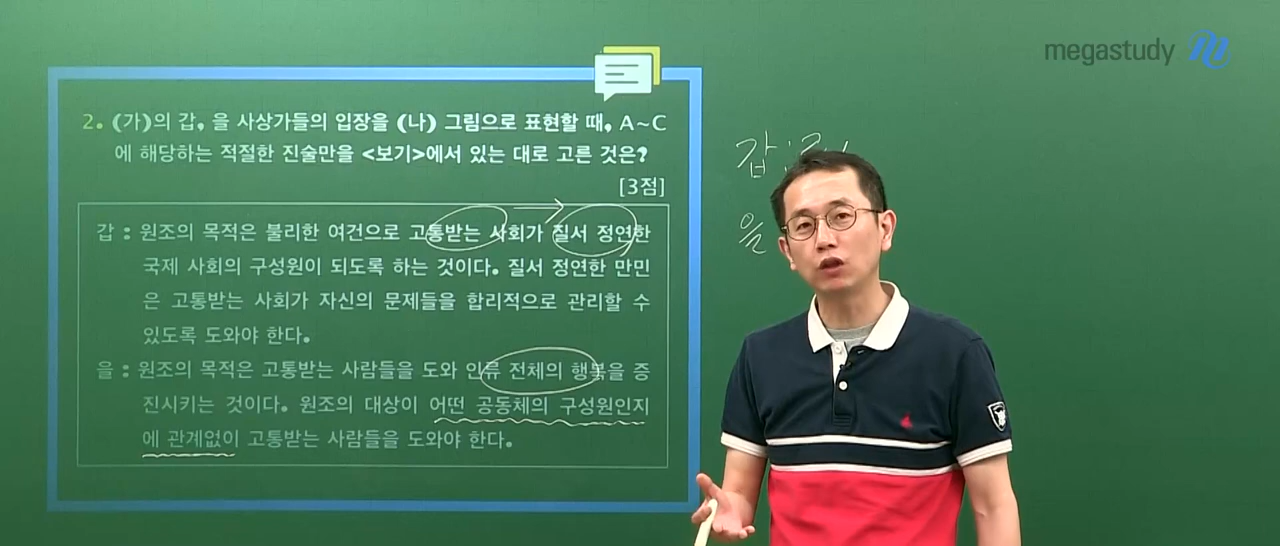 megastudy
2. (가)의 갑, 을 사상가들의 입장을 (나) 그림으로 표현할 때, A~C
에 해당하는 적절한 진술만을 <보기>에서 있는 대로 고른 것은?
[3점]
갑 : 원조의 목적은 불리한 여건으로 고통받는 사회가 질서 정연한
국제 사회의 구성원이 되도록 하는 것이다. 질서 정연한 만민
은 고통받는 사회가 자신의 문제들을 합리적으로 관리할 수
있도록 도와야 한다.
을 : 원조의 목적은 고통받는 사람들을 도와 인류 전체의 행복을 증
진시키는 것이다. 원조의 대상이 어떤 공동체의 구성원인지
에 관계없이 고통받는 사람들을 도와야 한다.
갑 :
을